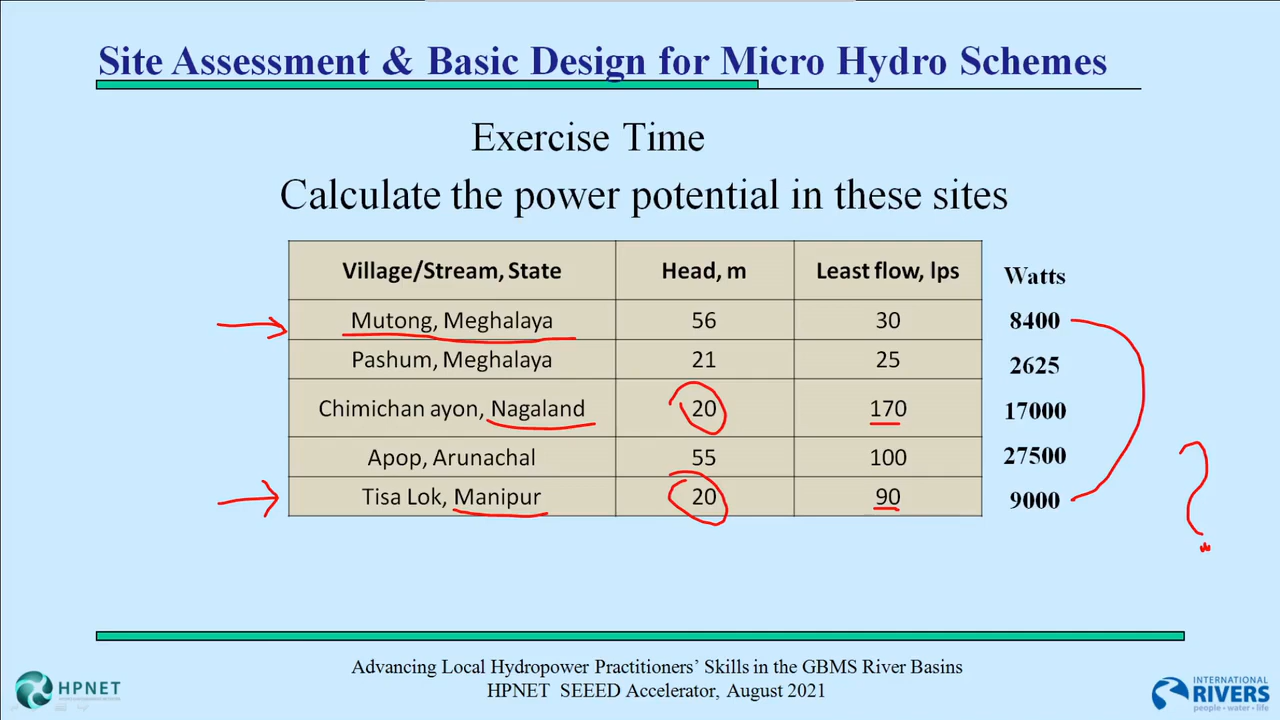 Site Assessment & Basic Design for Micro Hydro Schemes
Exercise Time
Calculate the power potential in these sites
Village/Stream, State Head, m Least flow, lps Watts
Mutong, Meghalaya 56 30 8400
Pashum, Meghalaya 21 25 2625
Chimichan ayon, Nagaland 20 170 17000
Apop, Arunachal 55 100 27500
Tisa Lok, Manipur 20 90 9000
?
Advancing Local Hydropower Practitioners' Skills in the GBMS River Basins
HPNET SEEED Accelerator, August 2021
HPNET
INTERNATIONAL
RIVERS
people · water · life